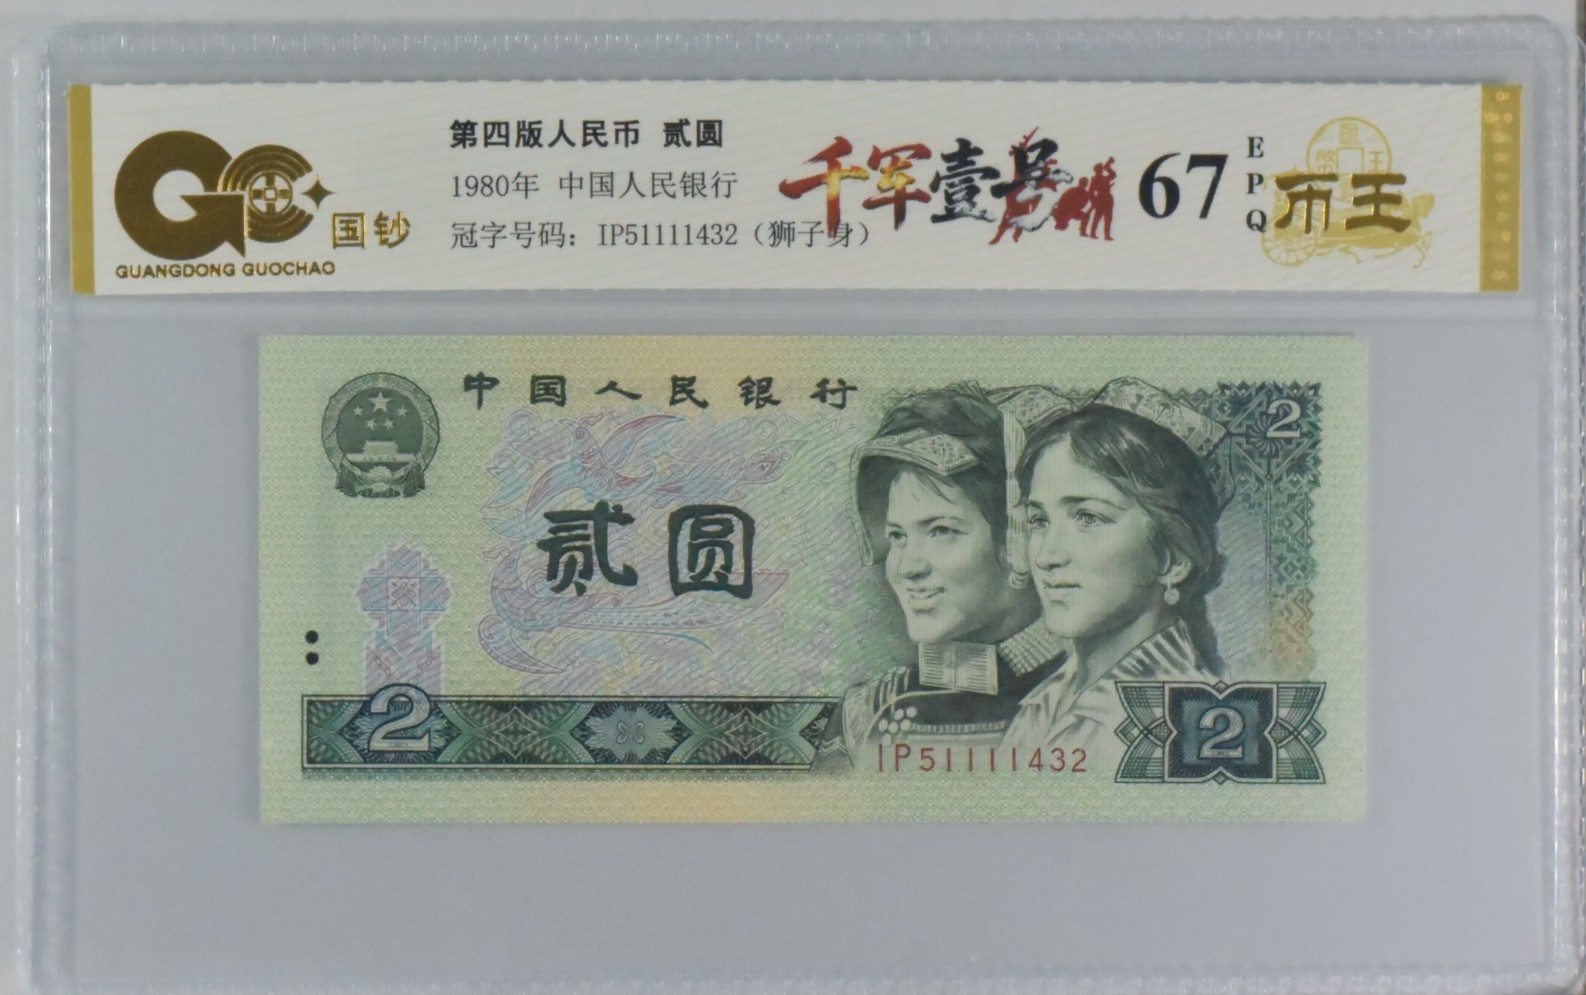 第四版人民币 贰圆
1980年 中国人民银行
冠字号码：IP51111432（狮子身）
国钞
GUANGDONG GUOCHAO
千军壹号
67
EPQ
币王
中国人民银行
2
贰圆
2
IP51111432
2